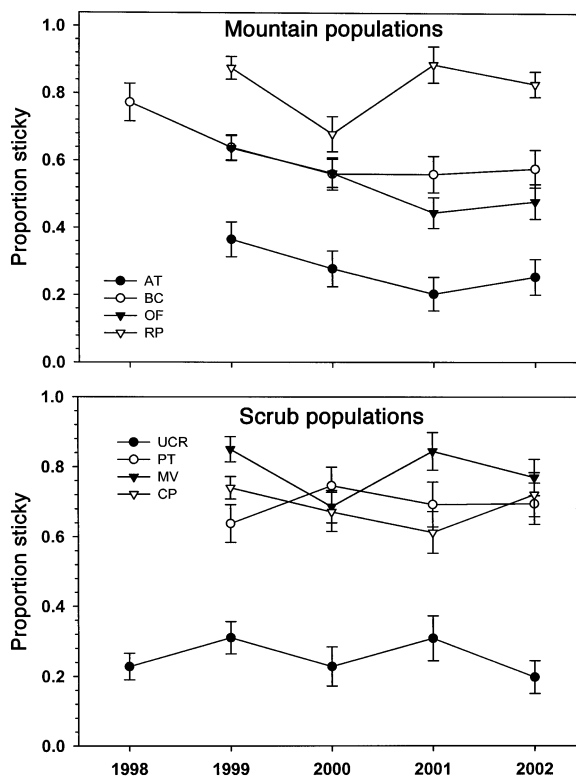 Mountain populations
Proportion sticky
1.0
0.8
0.6
0.4
0.2
0.0
AT
BC
OF
RP
Scrub populations
Proportion sticky
1.0
0.8
0.6
0.4
0.2
0.0
UCR
PT
MV
CP
1998 1999 2000 2001 2002